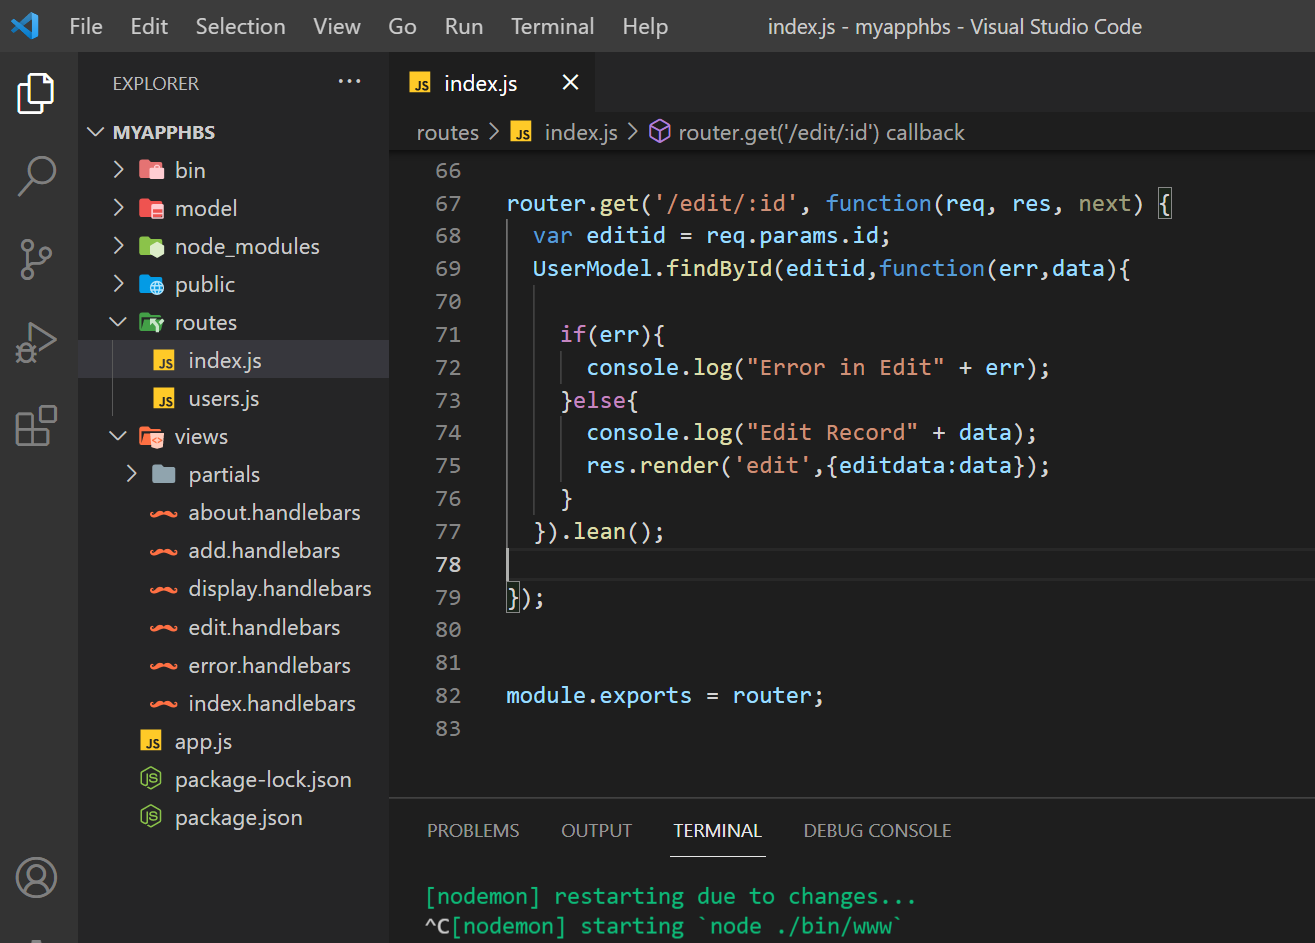 File Edit Selection View Go Run Terminal Help index.js - myapphbs - Visual Studio Code
EXPLORER ...
MYAPPHBS
bin
model
node_modules
public
routes
index.js
users.js
views
partials
about.handlebars
add.handlebars
display.handlebars
edit.handlebars
error.handlebars
index.handlebars
app.js
package-lock.json
package.json
JS index.js
routes > JS index.js > router.get('/edit/:id') callback
66
67 router.get('/edit/:id', function(req, res, next) {
68   var editid = req.params.id;
69   UserModel.findById(editid,function(err,data){
70
71     if(err){
72       console.log("Error in Edit" + err);
73     }else{
74       console.log("Edit Record" + data);
75       res.render('edit',{editdata:data});
76     }
77   }).lean();
78
79 });
80
81
82 module.exports = router;
83
PROBLEMS OUTPUT TERMINAL DEBUG CONSOLE
[nodemon] restarting due to changes...
^C[nodemon] starting `node ./bin/www`